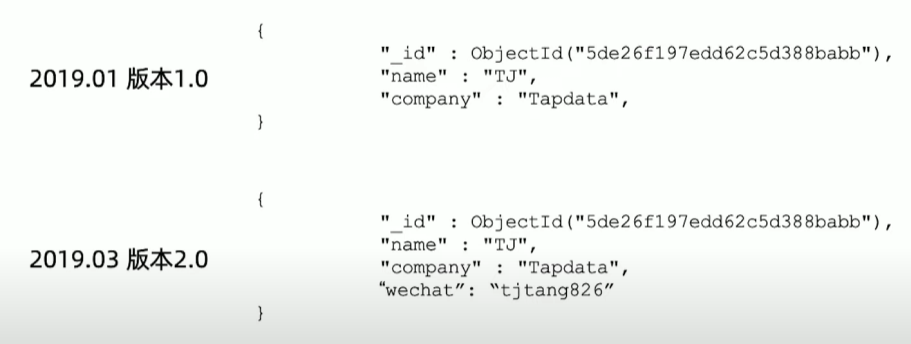 {
"_id" : ObjectId("5de26f197edd62c5d388babb"),
2019.01 版本1.0
"name" : "TJ",
"company" : "Tapdata",
}
{
"_id" : ObjectId("5de26f197edd62c5d388babb"),
"name" : "TJ",
2019.03 版本2.0
"company" : "Tapdata",
“wechat”: “tjtang826”
}